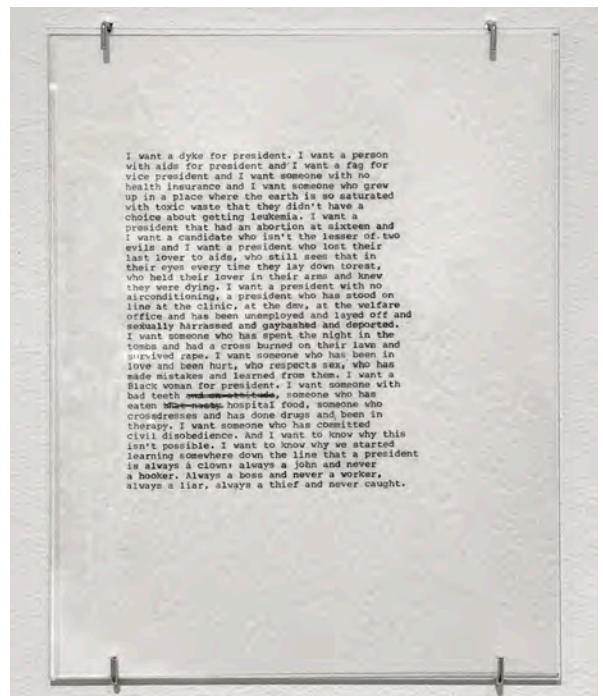 I want a dyke for president. I want a person
with aids for president and I want a fag for
vice president and I want someone with no
health insurance and I want someone who grew
up in a place where the earth is so saturated
with toxic waste that they didn't have a
choice about getting leukemia. I want a
president that had an abortion at sixteen and
I want a candidate who isn't the lesser of two
evils and I want a president who lost their
last lover to aids, who still sees that in
their eyes every time they lay down torest,
who held their lover in their arms and knew
they were dying. I want a president with no
airconditioning, a president who has stood on
line at the clinic, at the dmv, at the welfare
office and has been unemployed and layed off and
sexually harrassed and gaybashed and deported.
I want someone who has spent the night in the
tombs and had a cross burned on their lawn and
survived rape. I want someone who has been in
love and been hurt, who respects sex, who has
made mistakes and learned from them. I want a
Black woman for president. I want someone with
bad teeth and an attitude, someone who has
eaten that nasty hospital food, someone who
crossdresses and has done drugs and been in
therapy. I want someone who has committed
civil disobedience. And I want to know why this
isn't possible. I want to know why we started
learning somewhere down the line that a president
is always a clown: always a john and never
a hooker. Always a boss and never a worker,
always a liar, always a thief and never caught.